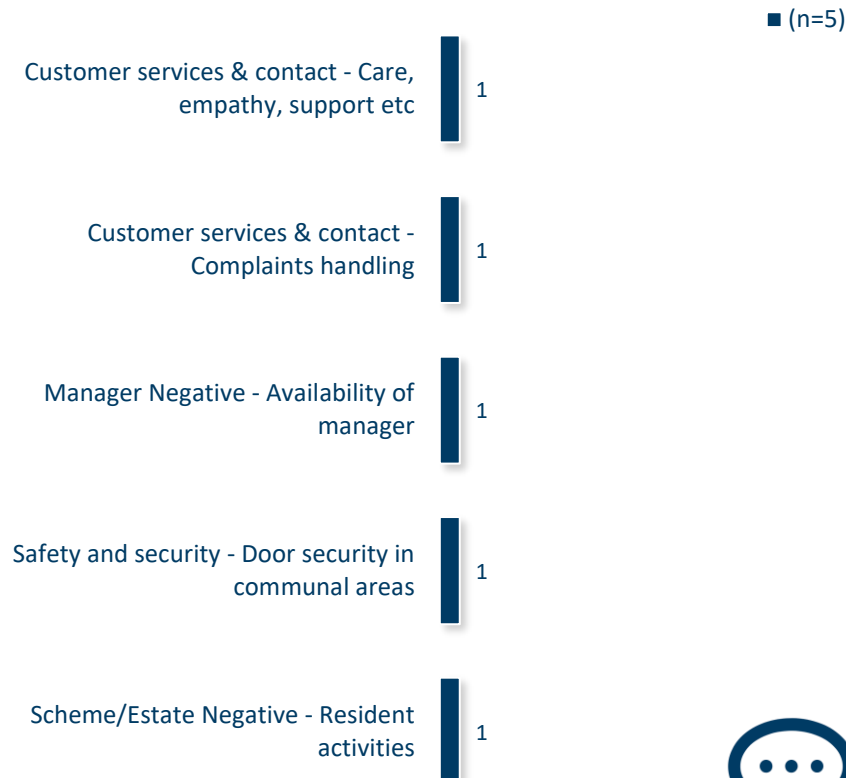 (n=5)
Customer services & contact - Care,
empathy, support etc
1
Customer services & contact -
Complaints handling
1
Manager Negative - Availability of
manager
1
Safety and security - Door security in
communal areas
1
Scheme/Estate Negative - Resident
activities
1